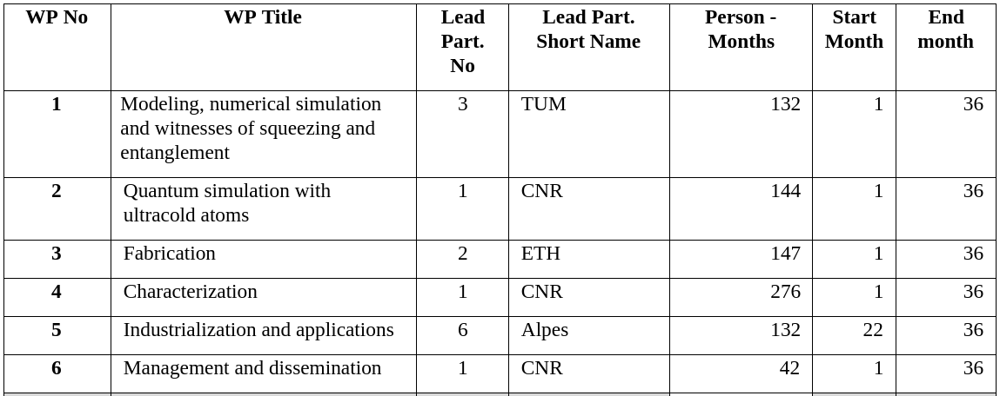 WP No WP Title Lead Part. No Lead Part. Short Name Person - Months Start Month End month
1 Modeling, numerical simulation and witnesses of squeezing and entanglement 3 TUM 132 1 36
2 Quantum simulation with ultracold atoms 1 CNR 144 1 36
3 Fabrication 2 ETH 147 1 36
4 Characterization 1 CNR 276 1 36
5 Industrialization and applications 6 Alpes 132 22 36
6 Management and dissemination 1 CNR 42 1 36